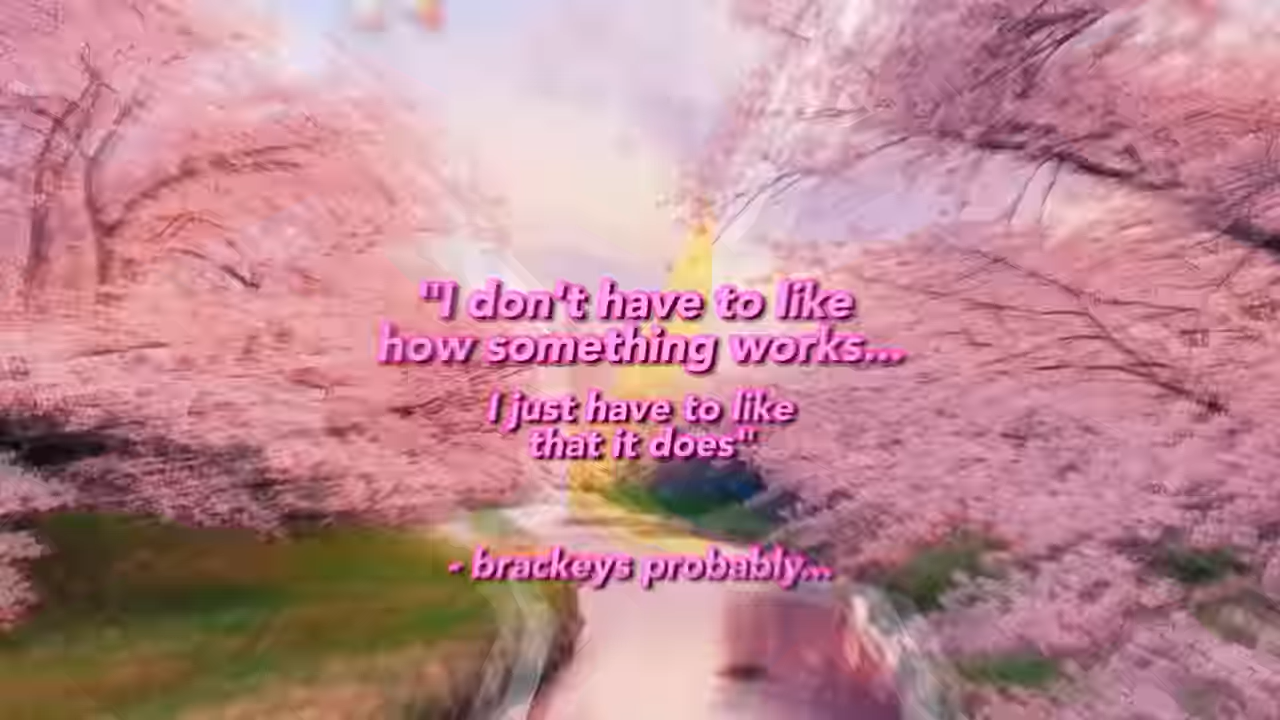 "I don't have to like
how something works...
I just have to like
that it does"
- brackeys probably...